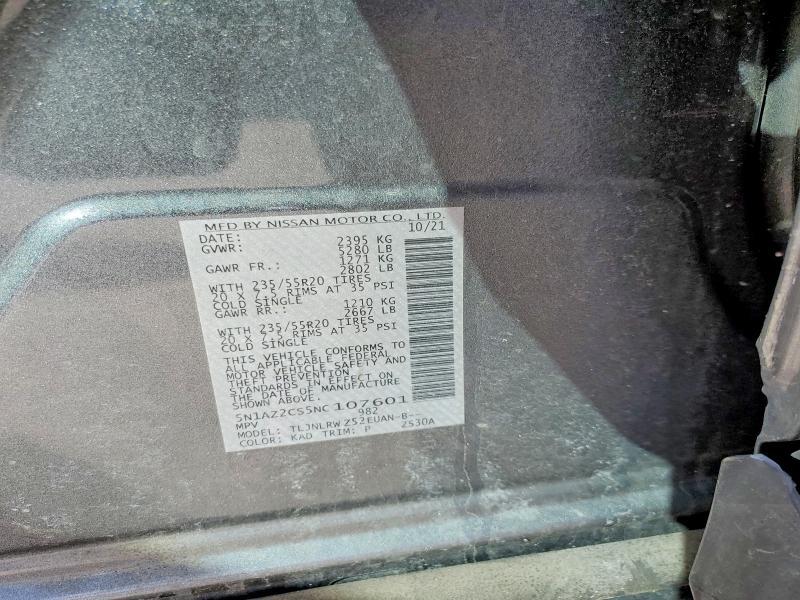 MFD BY NISSAN MOTOR CO., LTD.
DATE: 10/21
GVWR: 2395 KG
5280 LB
GAWR FR.: 1271 KG
2802 LB
WITH 235/55R20 TIRES
20 X 7.5 RIMS AT 35 PSI
COLD SINGLE
GAWR RR.: 1210 KG
2667 LB
WITH 235/55R20 TIRES
20 X 7.5 RIMS AT 35 PSI
COLD SINGLE
THIS VEHICLE CONFORMS TO
ALL APPLICABLE FEDERAL
MOTOR VEHICLE SAFETY AND
THEFT PREVENTION
STANDARDS IN EFFECT ON
THE DATE OF MANUFACTURE
SHOWN ABOVE.
5N1AZ2CS5NC107601
MPV 982
MODEL: TLJNLRWZ52EUAN-B--
COLOR: KAD TRIM: P ZS30A